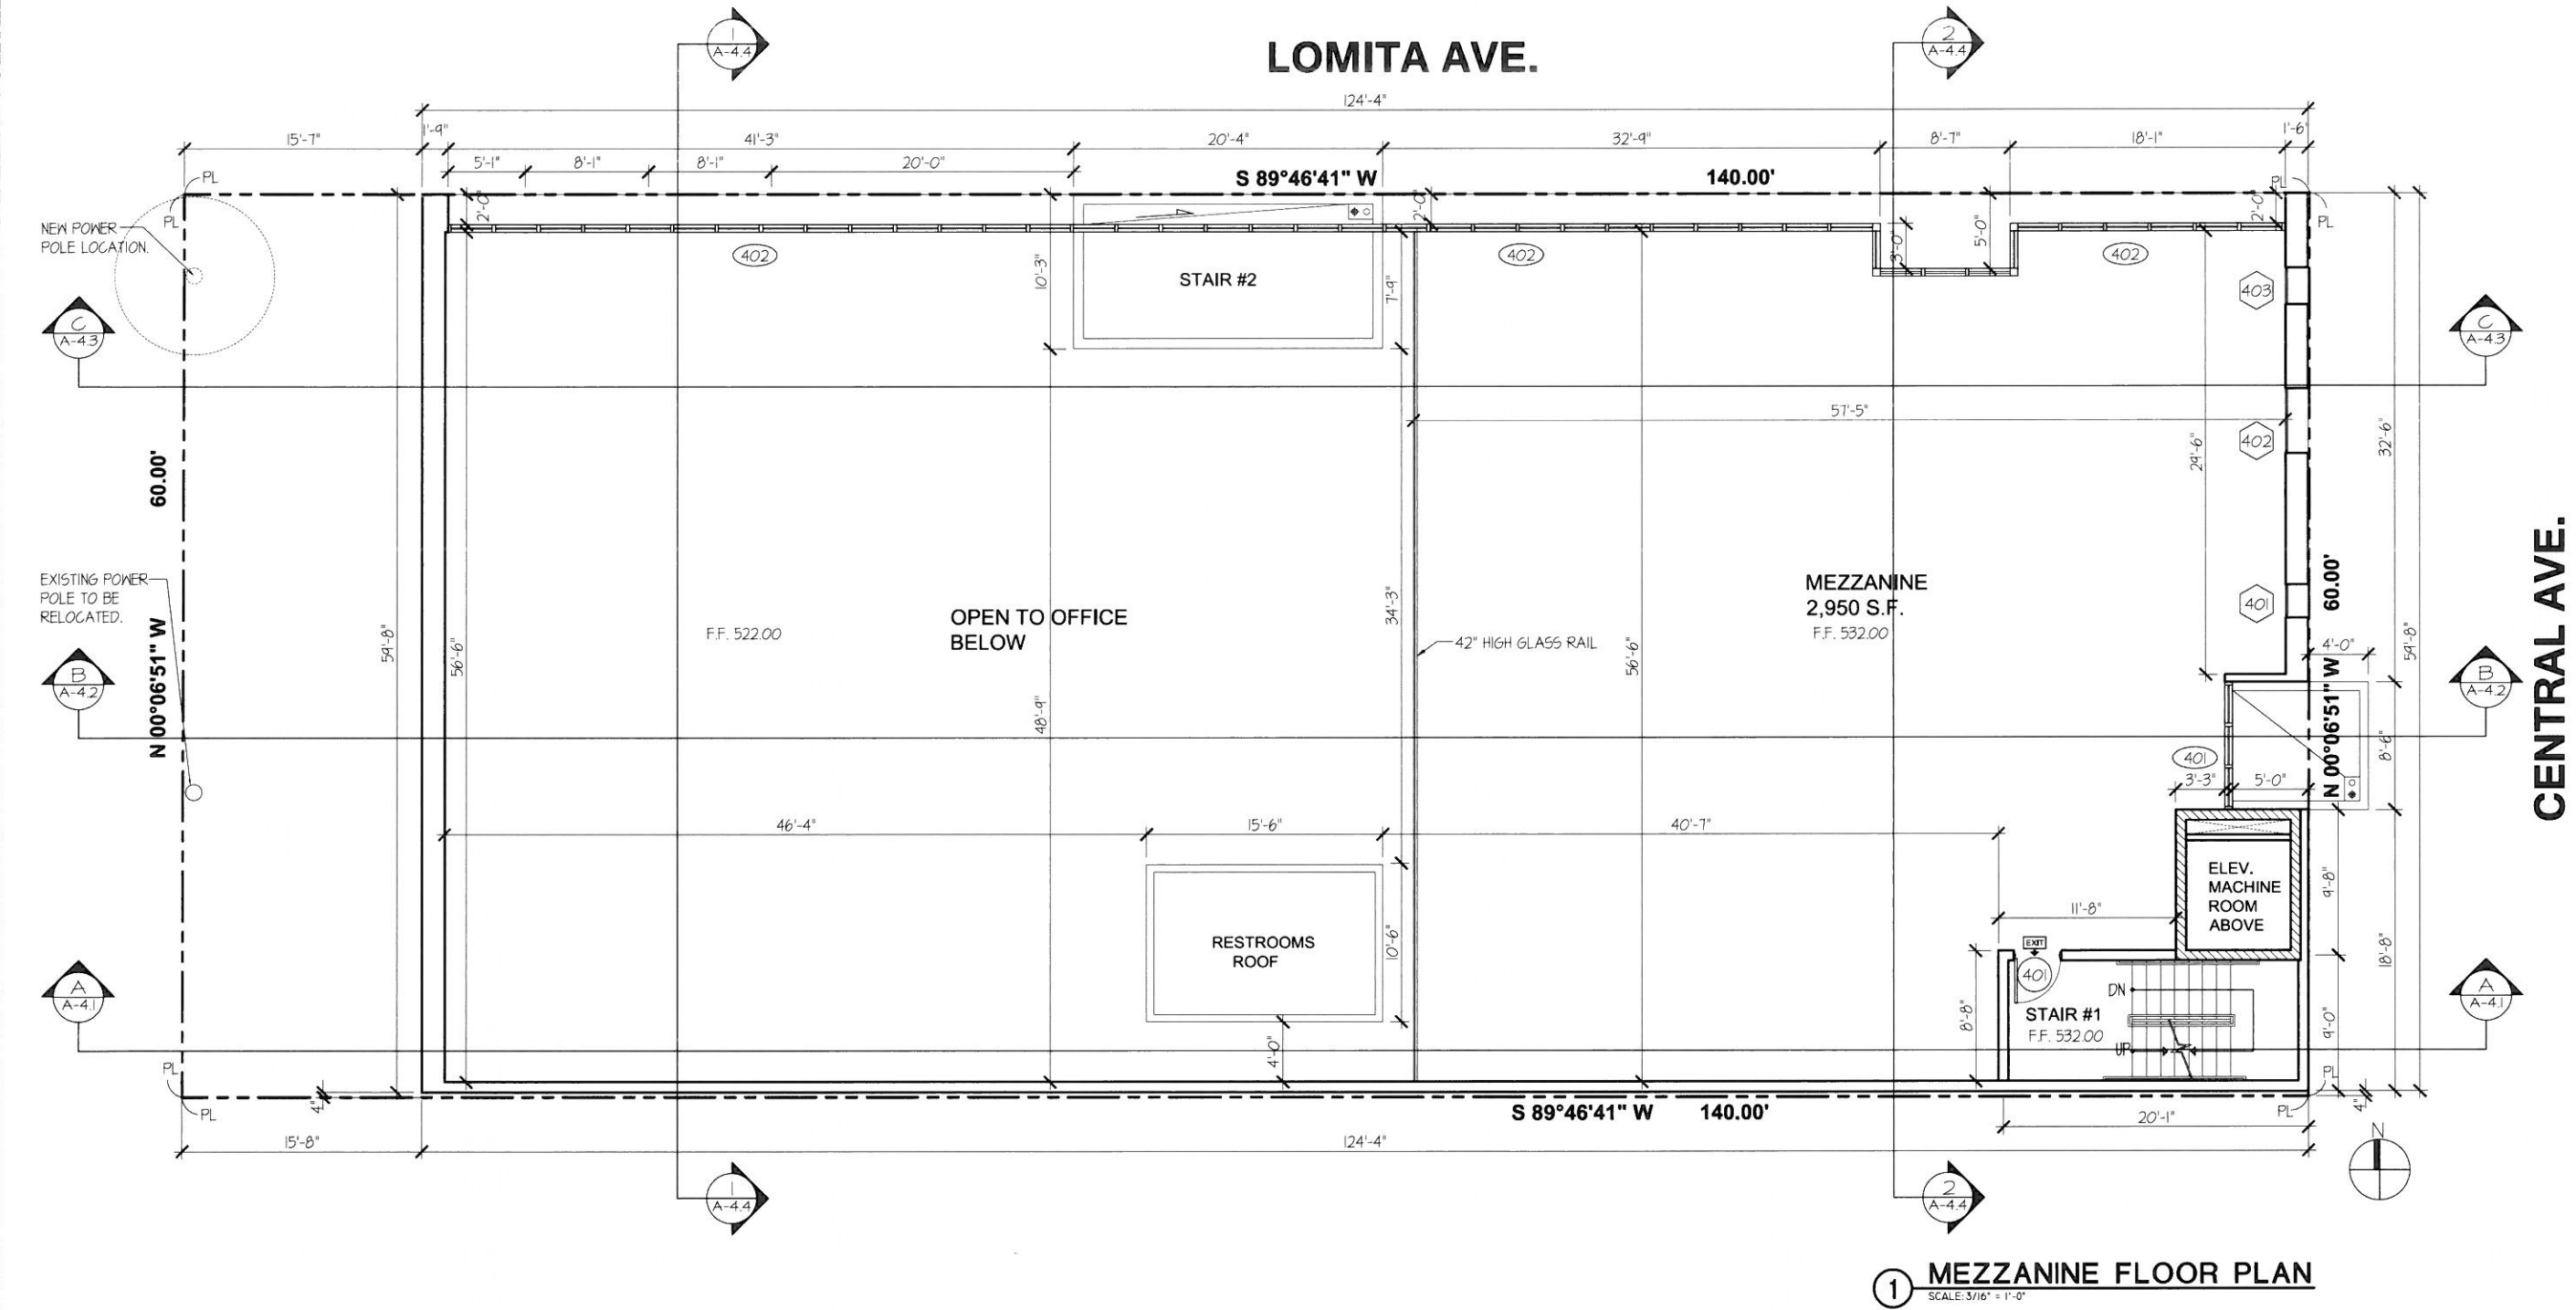 1
A-4.4
2
A-4.4
LOMITA AVE.
124'-4"
15'-7"
1'-9"
41'-3"
20'-4"
32'-9"
8'-7"
18'-1"
1'-6"
5'-1"
8'-1"
8'-1"
20'-0"
PL
S 89°46'41" W
140.00'
PL
PL
PL
2'-0"
2'-0"
3'-0"
5'-0"
2'-0"
NEW POWER
POLE LOCATION.
402
402
402
STAIR #2
10'-3"
7'-9"
403
C
A-4.3
C
A-4.3
57'-5"
402
29'-6"
32'-6"
60.00'
EXISTING POWER
POLE TO BE
RELOCATED.
N 00°06'51" W
59'-8"
56'-6"
F.F. 522.00
OPEN TO OFFICE
BELOW
48'-9"
34'-3"
42" HIGH GLASS RAIL
56'-6"
MEZZANINE
2,950 S.F.
F.F. 532.00
401
60.00'
N 00°06'51" W
4'-0"
59'-8"
CENTRAL AVE.
B
A-4.2
B
A-4.2
401
3'-3"
5'-0"
8'-6"
46'-4"
15'-6"
40'-7"
ELEV.
MACHINE
ROOM
ABOVE
9'-8"
11'-8"
RESTROOMS
ROOF
10'-6"
EXIT
401
18'-8"
A
A-4.1
A
A-4.1
DN
STAIR #1
F.F. 532.00
UP
8'-8"
9'-0"
4'-0"
PL
PL
4"
PL
PL
4"
S 89°46'41" W
140.00'
20'-1"
15'-8"
124'-4"
N
1
A-4.4
2
A-4.4
1
MEZZANINE FLOOR PLAN
SCALE: 3/16" = 1'-0"